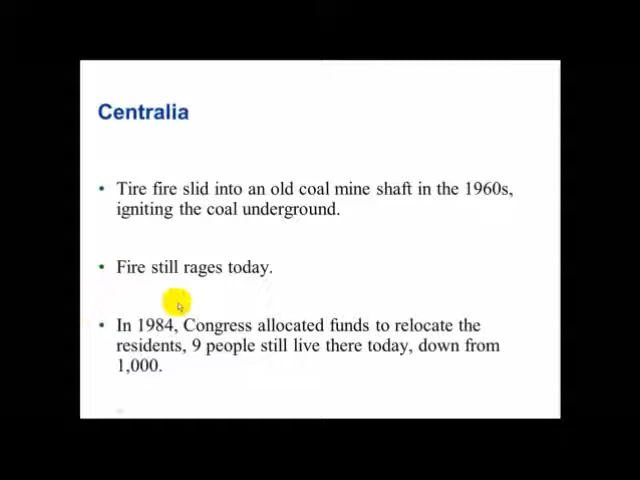 Centralia
• Tire fire slid into an old coal mine shaft in the 1960s,
igniting the coal underground.
• Fire still rages today.
• In 1984, Congress allocated funds to relocate the
residents, 9 people still live there today, down from
1,000.